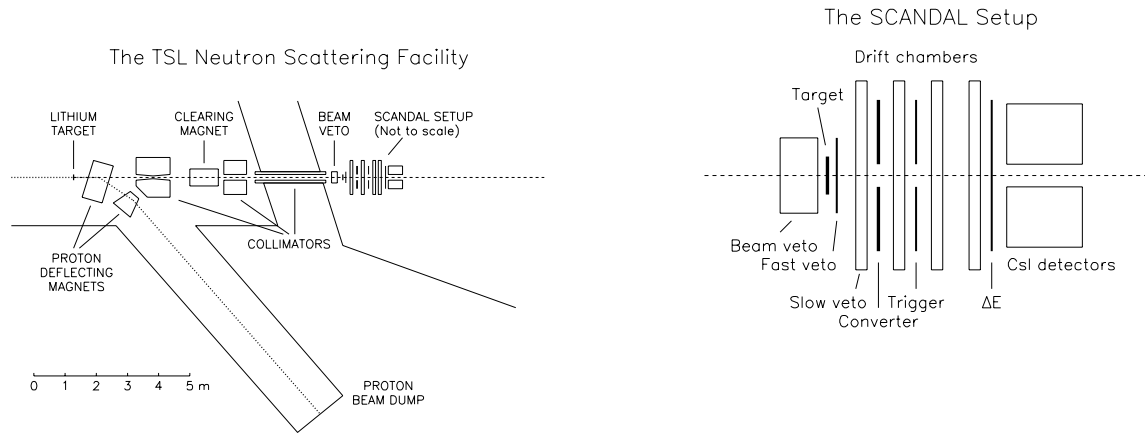 The TSL Neutron Scattering Facility
LITHIUM
TARGET
CLEARING
MAGNET
BEAM
VETO
SCANDAL SETUP
(Not to scale)
COLLIMATORS
PROTON
DEFLECTING
MAGNETS
0 1 2 3 4 5 m
PROTON
BEAM DUMP
The SCANDAL Setup
Drift chambers
Target
Beam veto
Fast veto
CsI detectors
Slow veto
Trigger
ΔE
Converter